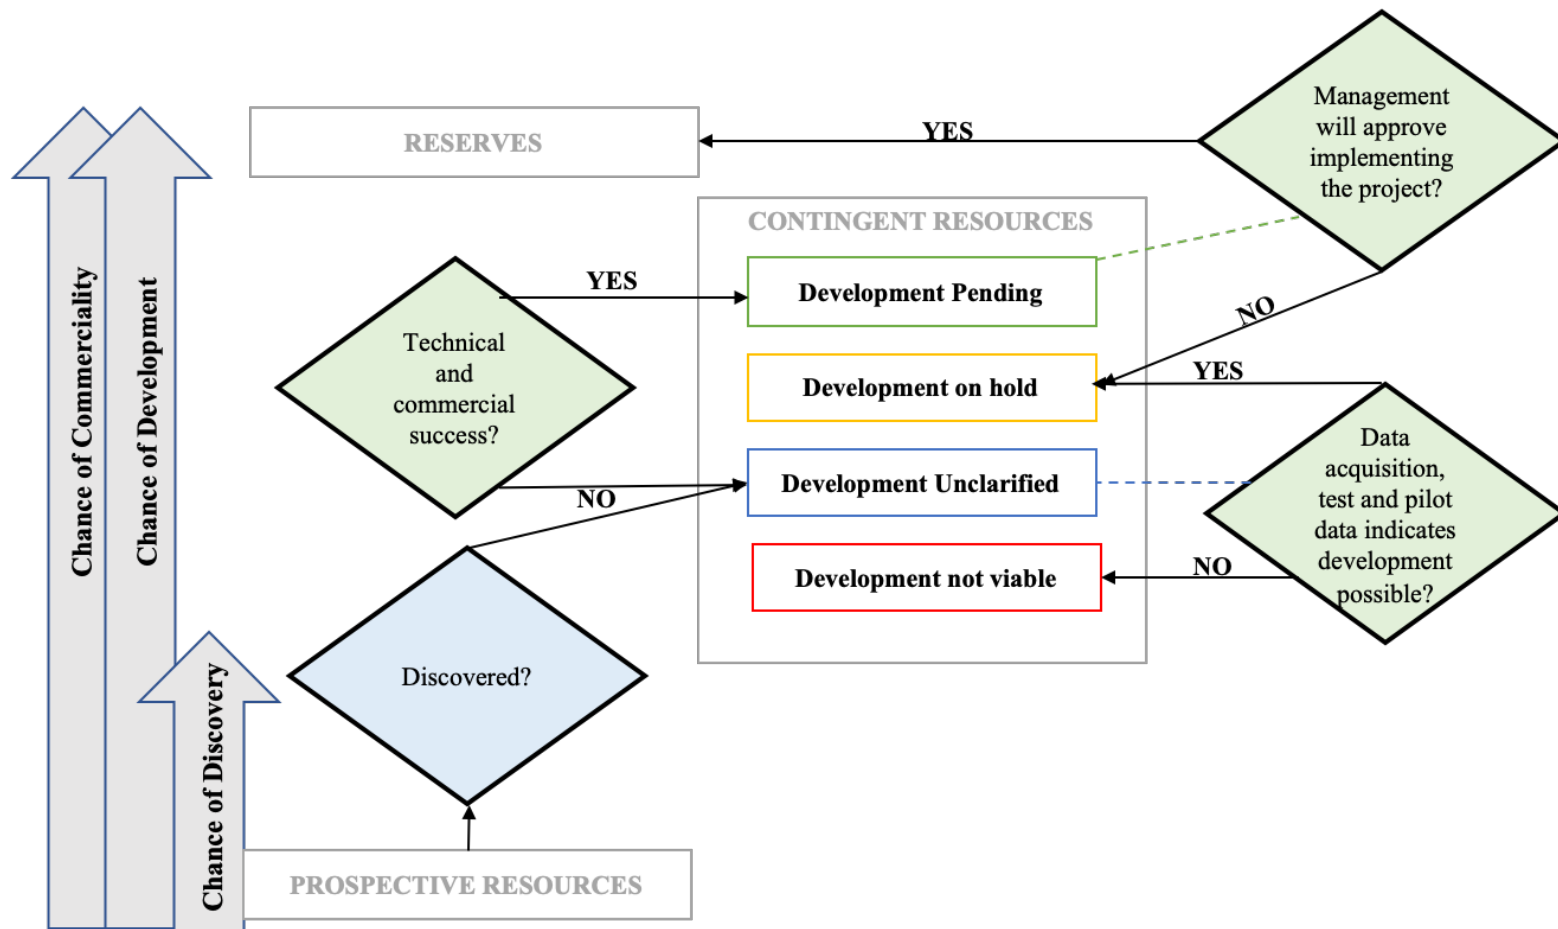 Management
will approve
implementing
the project?
YES
RESERVES
CONTINGENT RESOURCES
YES
Development Pending
NO
Technical
and
commercial
success?
Development on hold
YES
NO
Development Unclarified
Data
acquisition,
test and pilot
data indicates
development
possible?
Development not viable
NO
Discovered?
PROSPECTIVE RESOURCES
Chance of Commerciality
Chance of Development
Chance of Discovery